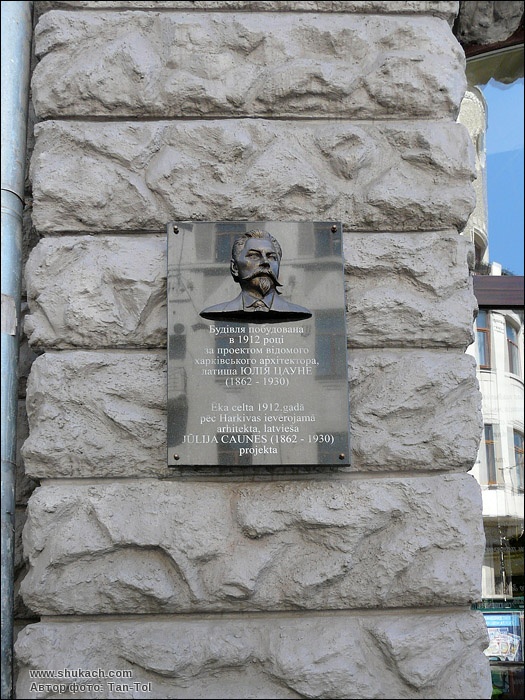 Будівля побудована
в 1912 році
за проектом відомого
харківського архітектора,
латиша ЮЛІЯ ЦАУНЕ
(1862 - 1930)
Ēka celta 1912.gadā
pēc Harkivas ievērojamā
arhitekta, latvieša
JŪLIJA CAUNES (1862 - 1930)
projekta
www.shukach.com
Автор фото: Tan-Tol